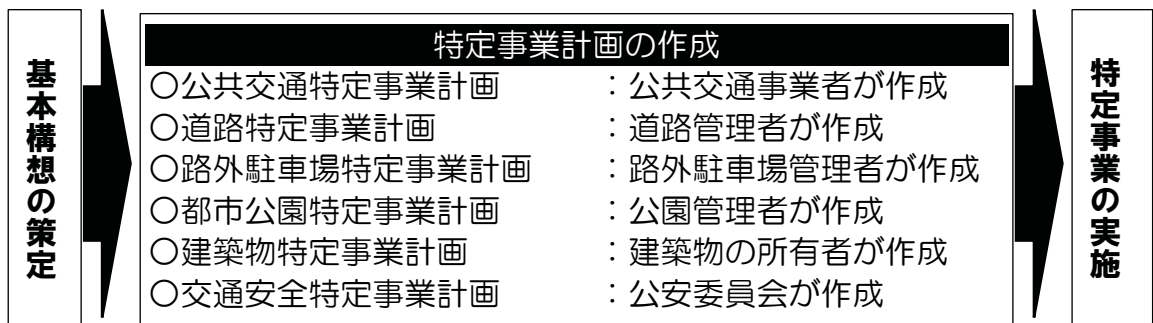 基本構想の策定
特定事業計画の作成
○公共交通特定事業計画　：公共交通事業者が作成
○道路特定事業計画　：道路管理者が作成
○路外駐車場特定事業計画　：路外駐車場管理者が作成
○都市公園特定事業計画　：公園管理者が作成
○建築物特定事業計画　：建築物の所有者が作成
○交通安全特定事業計画　：公安委員会が作成
特定事業の実施